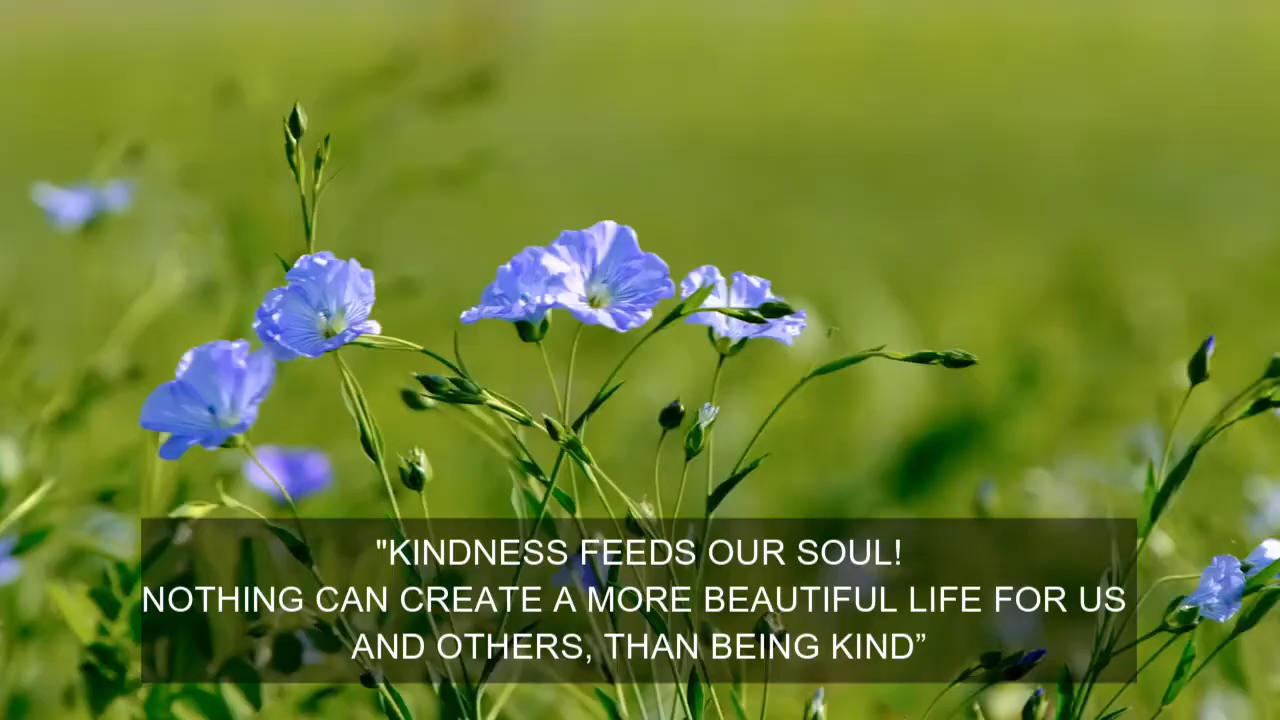 "KINDNESS FEEDS OUR SOUL!
NOTHING CAN CREATE A MORE BEAUTIFUL LIFE FOR US
AND OTHERS, THAN BEING KIND”